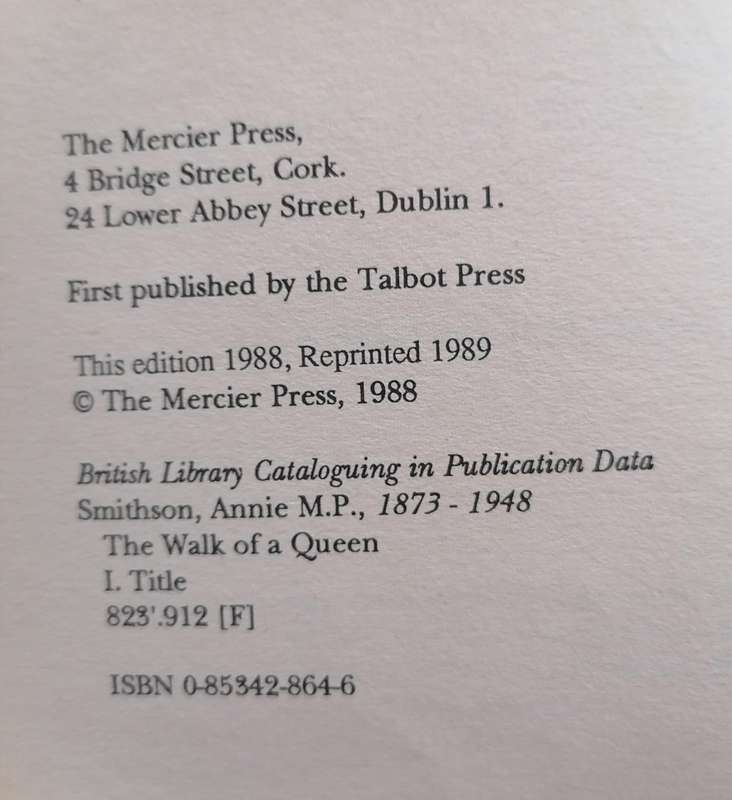 The Mercier Press,
4 Bridge Street, Cork.
24 Lower Abbey Street, Dublin 1.
First published by the Talbot Press
This edition 1988, Reprinted 1989
© The Mercier Press, 1988
British Library Cataloguing in Publication Data
Smithson, Annie M.P., 1873 - 1948
The Walk of a Queen
I. Title
823'.912 [F]
ISBN 0-85342-864-6